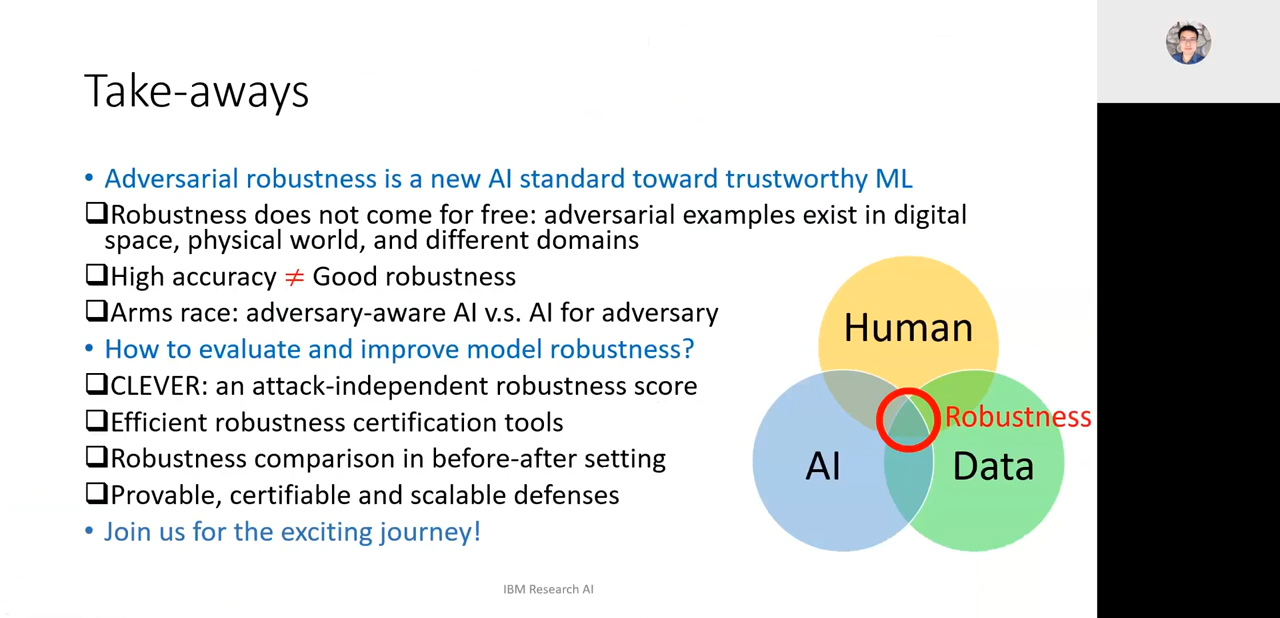 Take-aways
• Adversarial robustness is a new AI standard toward trustworthy ML
❑Robustness does not come for free: adversarial examples exist in digital
space, physical world, and different domains
❑High accuracy ≠ Good robustness
❑Arms race: adversary-aware AI v.s. AI for adversary
• How to evaluate and improve model robustness?
❑CLEVER: an attack-independent robustness score
❑Efficient robustness certification tools
❑Robustness comparison in before-after setting
❑Provable, certifiable and scalable defenses
• Join us for the exciting journey!
Human
Robustness
AI
Data
IBM Research AI